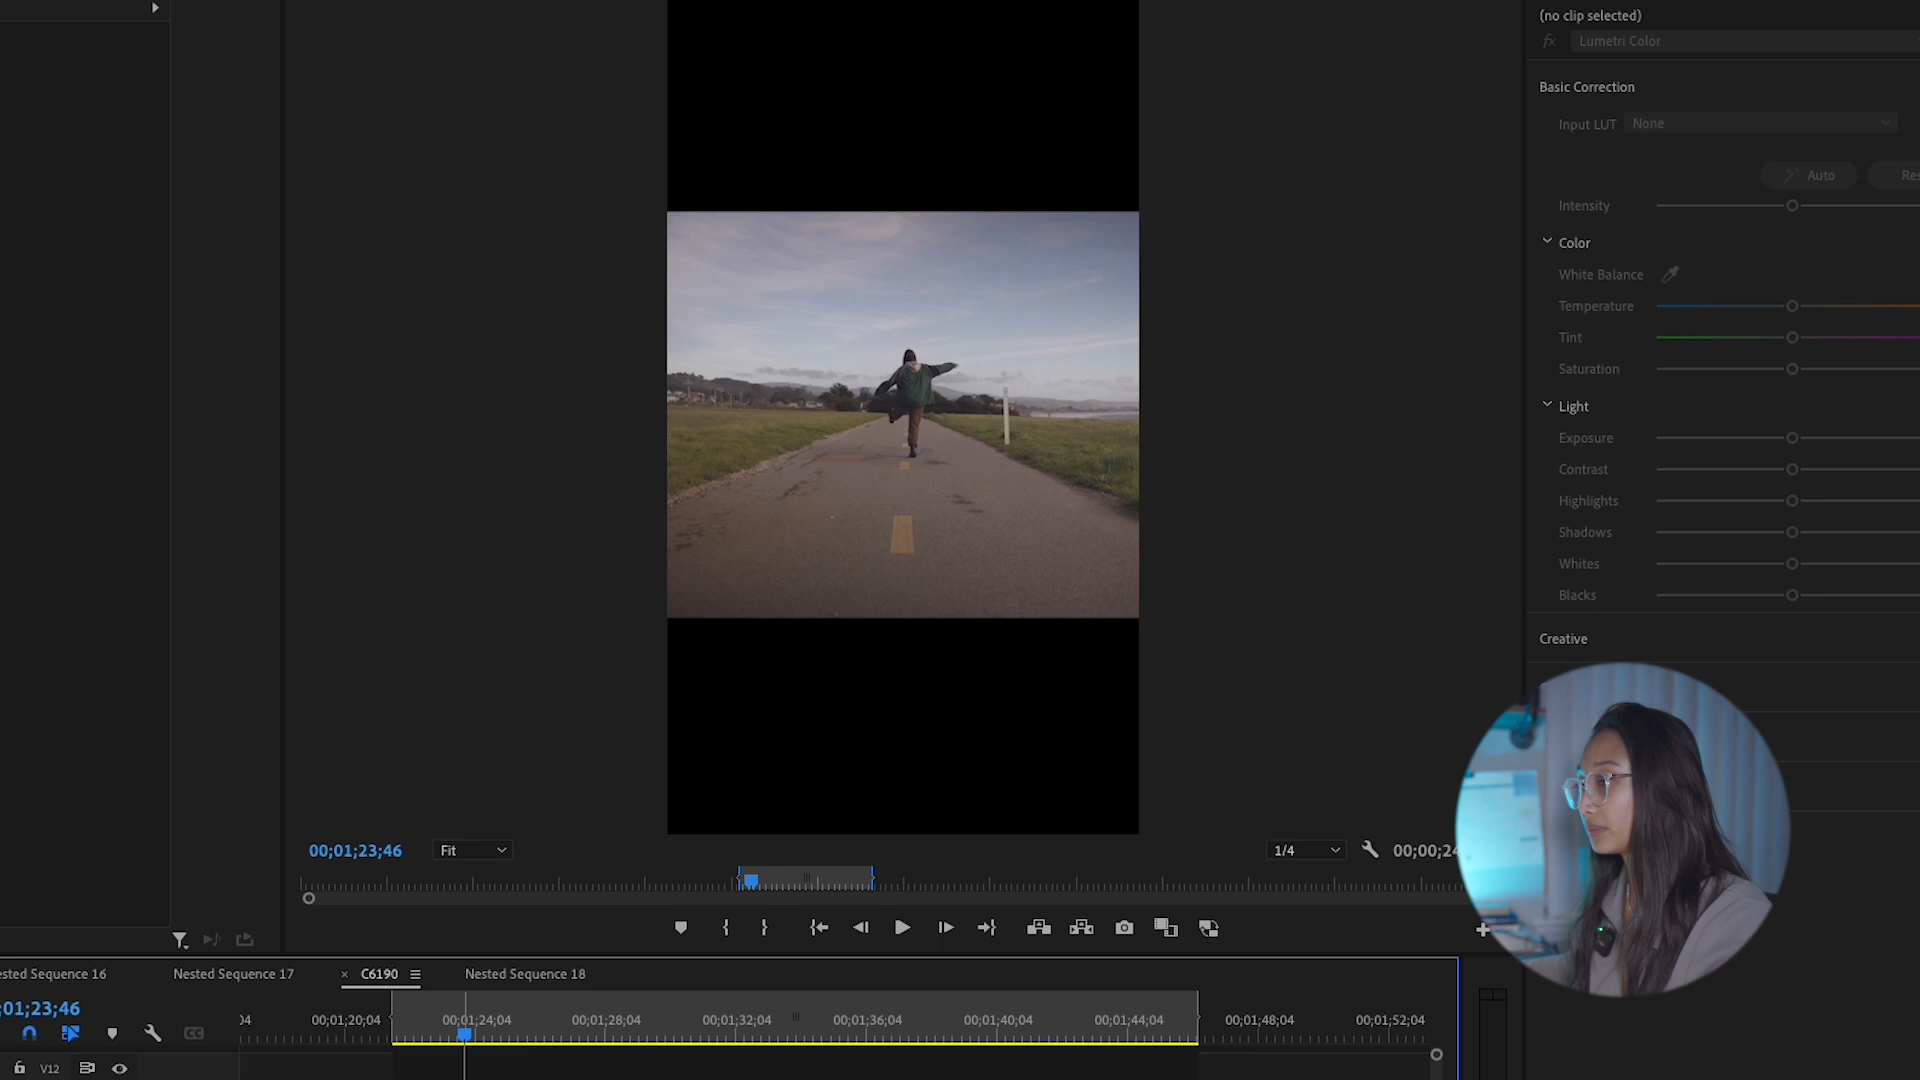 (no clip selected)
fx Lumetri Color
Basic Correction
Input LUT None
Auto
Intensity
Color
White Balance
Temperature
Tint
Saturation
Light
Exposure
Contrast
Highlights
Shadows
Whites
Blacks
Creative
00;01;23;46 Fit 1/4 00;00;24
Nested Sequence 17 × C6190 Nested Sequence 18
Sequence 16
;01;23;46
00;01;20;04 00;01;24;04 00;01;28;04 00;01;32;04 00;01;36;04 00;01;40;04 00;01;44;04 00;01;48;04 00;01;52;04
CC
V12